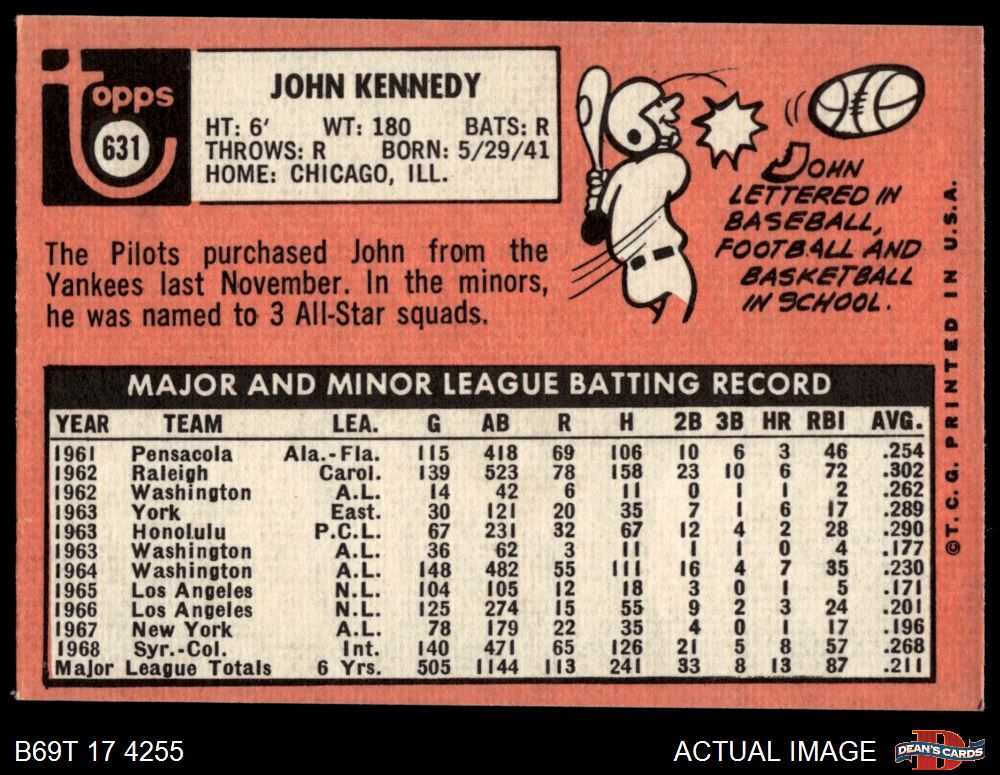 topps
631
JOHN KENNEDY
HT: 6' WT: 180 BATS: R
THROWS: R BORN: 5/29/41
HOME: CHICAGO, ILL.
The Pilots purchased John from the
Yankees last November. In the minors,
he was named to 3 All-Star squads.
JOHN
LETTERED IN
BASEBALL,
FOOTBALL AND
BASKETBALL
IN SCHOOL.
©T.C.G. PRINTED IN U.S.A.
MAJOR AND MINOR LEAGUE BATTING RECORD
YEAR TEAM LEA. G AB R H 2B 3B HR RBI AVG.
1961 Pensacola Ala.-Fla. 115 418 69 106 10 6 3 46 .254
1962 Raleigh Carol. 139 523 78 158 23 10 6 72 .302
1962 Washington A.L. 14 42 6 11 0 1 1 2 .262
1963 York East. 30 121 20 35 7 1 6 17 .289
1963 Honolulu P.C.L. 67 231 32 67 12 4 2 28 .290
1963 Washington A.L. 36 62 3 11 1 1 0 4 .177
1964 Washington A.L. 148 482 55 111 16 4 7 35 .230
1965 Los Angeles N.L. 104 105 12 18 3 0 1 5 .171
1966 Los Angeles N.L. 125 274 15 55 9 2 3 24 .201
1967 New York A.L. 78 179 22 35 4 0 1 17 .196
1968 Syr.-Col. Int. 140 471 65 126 21 5 8 57 .268
Major League Totals 6 Yrs. 505 1144 113 241 33 8 13 87 .211
B69T 17 4255
ACTUAL IMAGE
D
DEAN'S CARDS